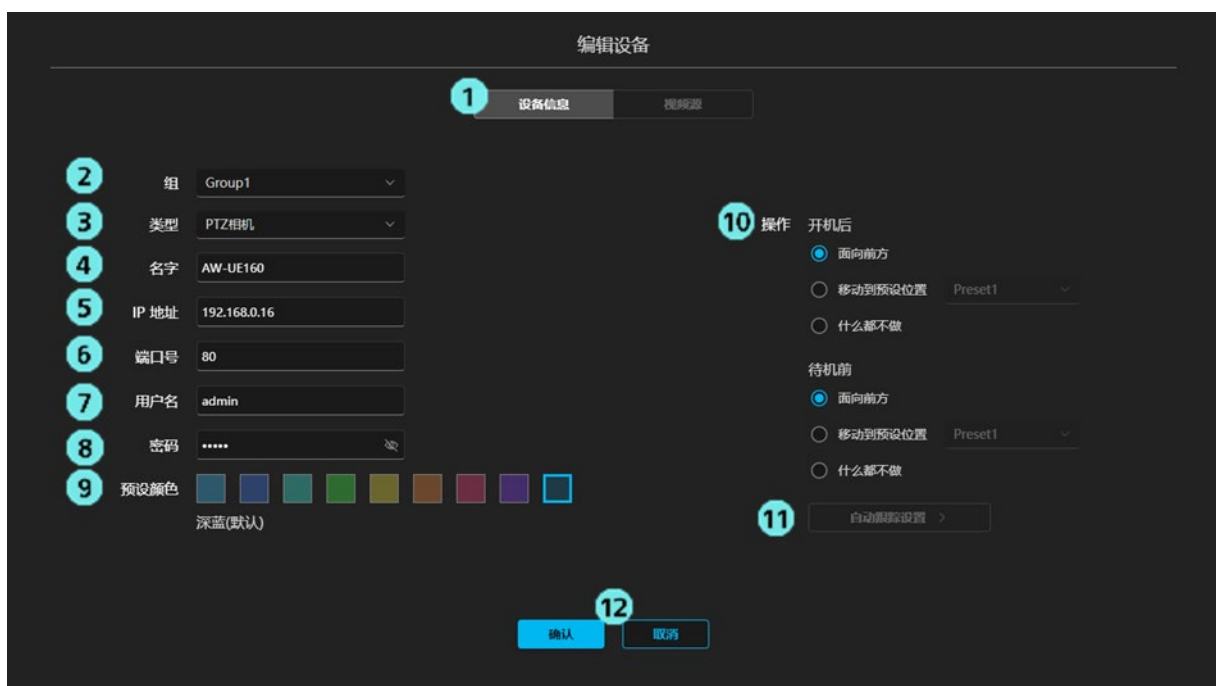 编辑设备
1 设备信息 视频源
2 组 Group1
3 类型 PTZ相机
4 名字 AW-UE160
5 IP 地址 192.168.0.16
6 端口号 80
7 用户名 admin
8 密码 •••••
9 预设颜色
深蓝(默认)
10 操作 开机后
面向前方
移动到预设位置 Preset1
什么都不做
待机前
面向前方
移动到预设位置 Preset1
什么都不做
11 自动跟踪设置 >
12
确认 取消